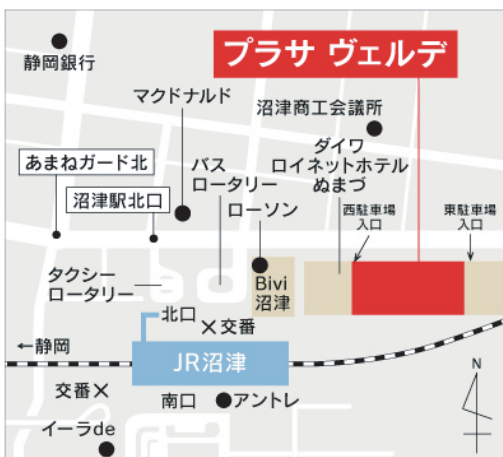 プラサ ヴェルデ
静岡銀行
マクドナルド
沼津商工会議所
ダイワ
ロイネットホテル
ぬまづ
あまねガード北
バス
ロータリー
沼津駅北口
ローソン
西駐車場
入口
東駐車場
入口
タクシー
ロータリー
Bivi
沼津
北口
交番
←静岡
JR沼津
N
交番
南口
アントレ
イーラde